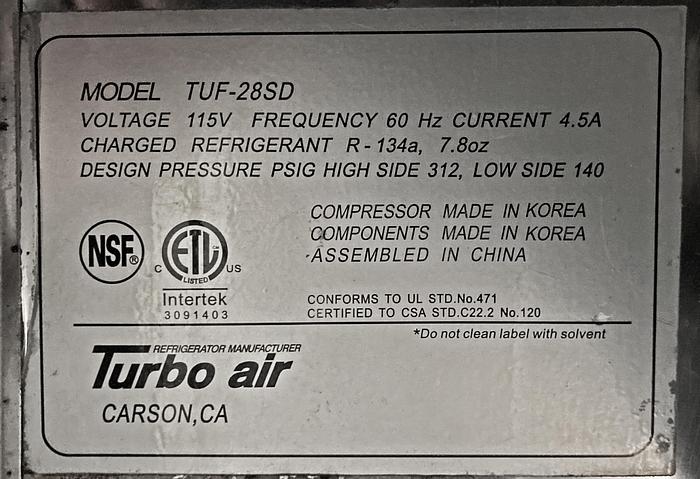 MODEL TUF-28SD
VOLTAGE 115V FREQUENCY 60 Hz CURRENT 4.5A
CHARGED REFRIGERANT R-134a, 7.8oz
DESIGN PRESSURE PSIG HIGH SIDE 312, LOW SIDE 140
COMPRESSOR MADE IN KOREA
COMPONENTS MADE IN KOREA
ASSEMBLED IN CHINA
NSF®
C ETL US
LISTED
Intertek
3091403
CONFORMS TO UL STD.No.471
CERTIFIED TO CSA STD.C22.2 No.120
*Do not clean label with solvent
REFRIGERATOR MANUFACTURER
Turbo air
CARSON,CA